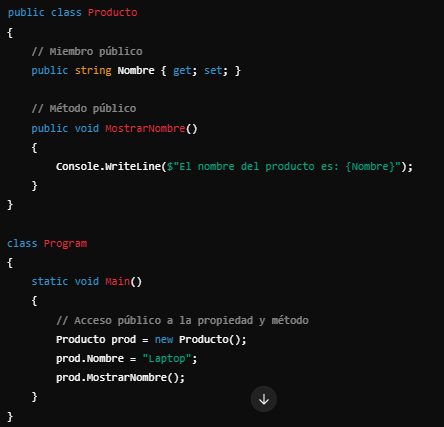 public class Producto
{
    // Miembro público
    public string Nombre { get; set; }

    // Método público
    public void MostrarNombre()
    {
        Console.WriteLine($"El nombre del producto es: {Nombre}");
    }
}

class Program
{
    static void Main()
    {
        // Acceso público a la propiedad y método
        Producto prod = new Producto();
        prod.Nombre = "Laptop";
        prod.MostrarNombre();
    }
}